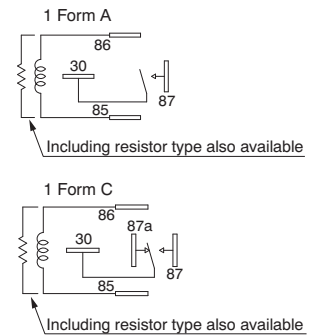 1 Form A
86
30
85
87
Including resistor type also available
1 Form C
86
87a
30
85
87
Including resistor type also available